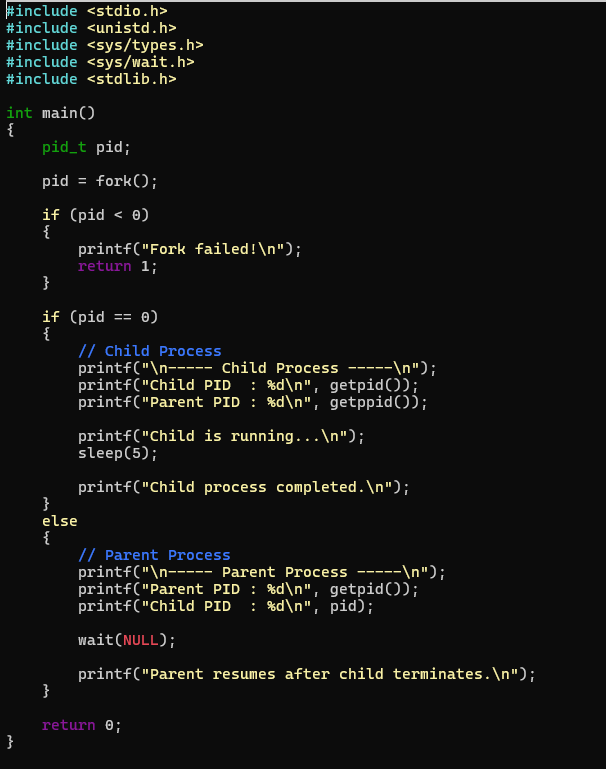 #include <stdio.h>
#include <unistd.h>
#include <sys/types.h>
#include <sys/wait.h>
#include <stdlib.h>

int main()
{
    pid_t pid;

    pid = fork();

    if (pid < 0)
    {
        printf("Fork failed!\n");
        return 1;
    }

    if (pid == 0)
    {
        // Child Process
        printf("\n----- Child Process -----\n");
        printf("Child PID  : %d\n", getpid());
        printf("Parent PID : %d\n", getppid());

        printf("Child is running...\n");
        sleep(5);

        printf("Child process completed.\n");
    }
    else
    {
        // Parent Process
        printf("\n----- Parent Process -----\n");
        printf("Parent PID : %d\n", getpid());
        printf("Child PID  : %d\n", pid);

        wait(NULL);

        printf("Parent resumes after child terminates.\n");
    }

    return 0;
}